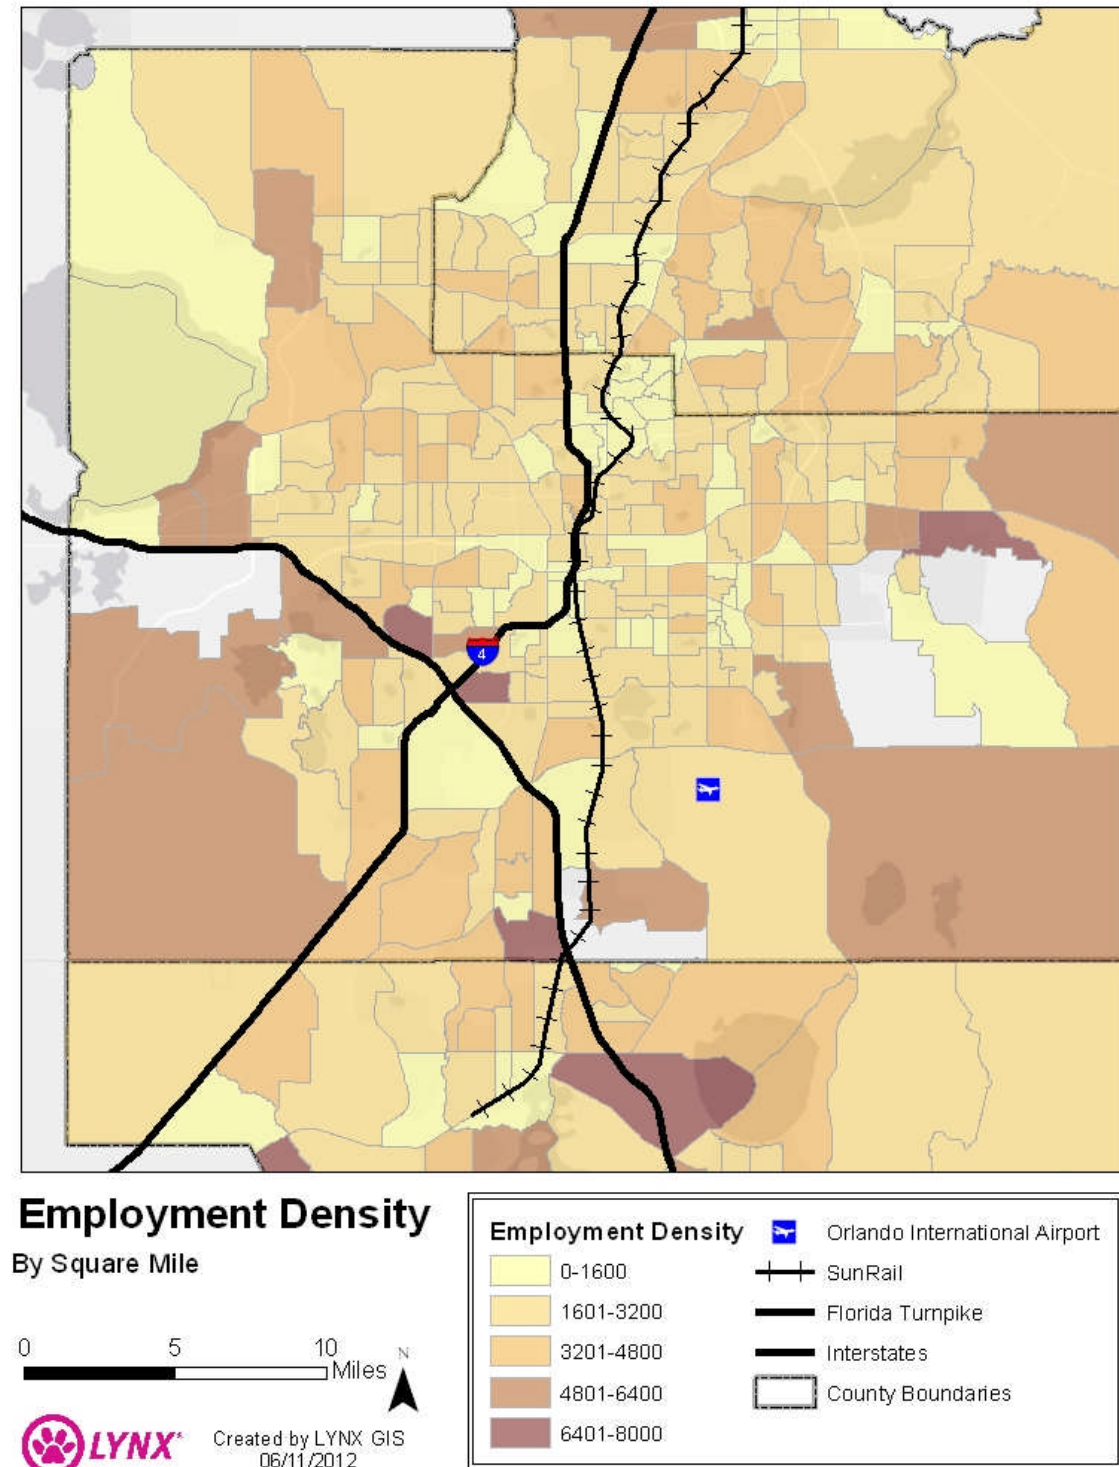 4
Employment Density
By Square Mile
0 5 10
Miles
N
LYNX
Created by LYNX GIS
06/11/2012
Employment Density
0-1600
1601-3200
3201-4800
4801-6400
6401-8000
Orlando International Airport
SunRail
Florida Turnpike
Interstates
County Boundaries